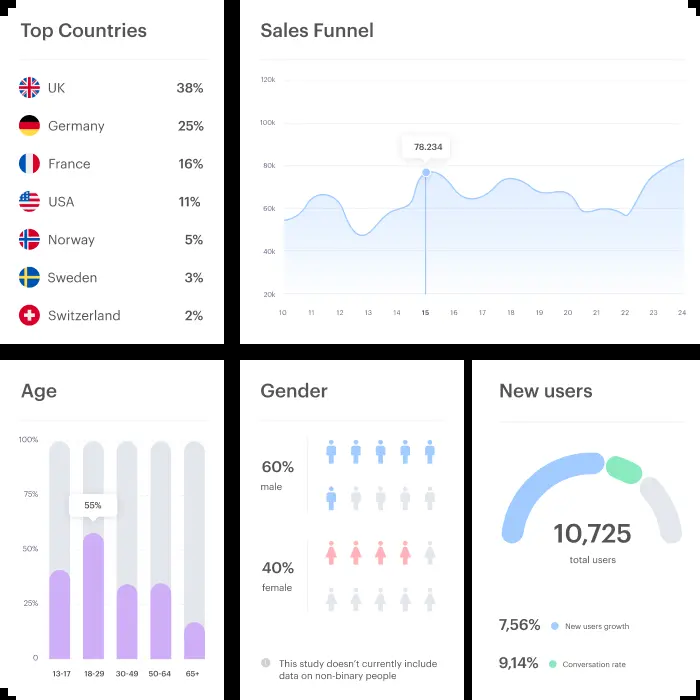 Top Countries
UK 38%
Germany 25%
France 16%
USA 11%
Norway 5%
Sweden 3%
Switzerland 2%
Sales Funnel
120k
100k
80k
60k
40k
20k
78.234
10 11 12 13 14 15 16 17 18 19 20 21 22 23 24
Age
100%
75%
50%
25%
0
55%
13-17 18-29 30-49 50-64 65+
Gender
60%
male
40%
female
This study doesn't currently include
data on non-binary people
New users
10,725
total users
7,56% New users growth
9,14% Conversation rate